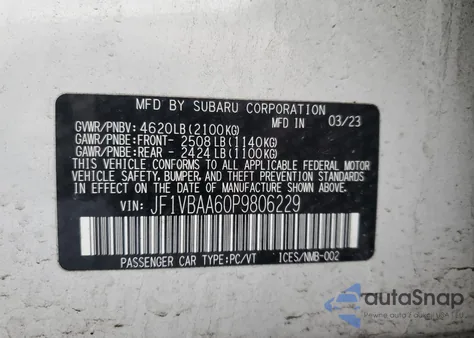 MFD BY SUBARU CORPORATION
MFD IN 03/23
GVWR/PNBV: 4620LB(2100KG)
GAWR/PNBE:FRONT- 2508LB(1140KG)
GAWR/PNBE:REAR - 2424LB(1100KG)
THIS VEHICLE CONFORMS TO ALL APPLICABLE FEDERAL MOTOR
VEHICLE SAFETY, BUMPER, AND THEFT PREVENTION STANDARDS
IN EFFECT ON THE DATE OF MANUFACTURE SHOWN ABOVE.
VIN: JF1VBAA60P9806229
PASSENGER CAR TYPE:PC/VT ICES/NMB-002
autoSnap
Pewne auto z dusz